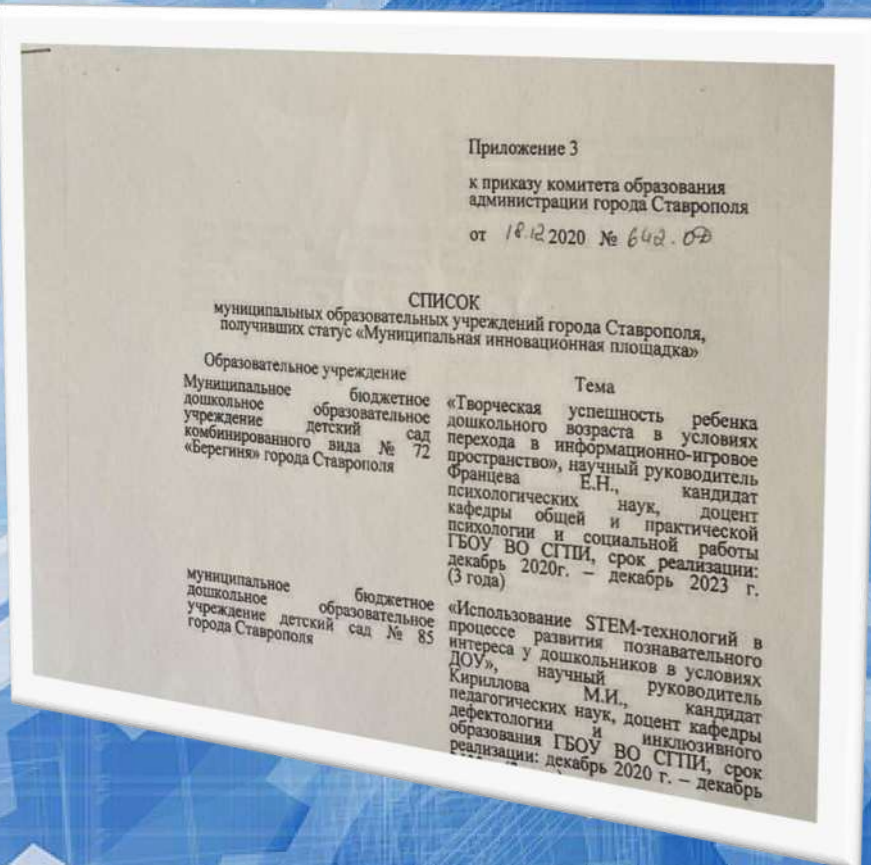 Приложение 3
к приказу комитета образования
администрации города Ставрополя
от 18.12 2020 № 642-ОД
СПИСОК
муниципальных образовательных учреждений города Ставрополя,
получивших статус «Муниципальная инновационная площадка»
Образовательное учреждение
Муниципальное бюджетное
дошкольное образовательное
учреждение детский сад
комбинированного вида № 72
«Берегиня» города Ставрополя
Тема
«Творческая успешность ребенка
дошкольного возраста в условиях
перехода в информационно-игровое
пространство», научный руководитель
Францева Е.Н., кандидат
психологических наук, доцент
кафедры общей и практической
психологии и социальной работы
ГБОУ ВО СГПИ, срок реализации:
декабрь 2020г. – декабрь 2023 г.
(3 года)
муниципальное бюджетное
дошкольное образовательное
учреждение детский сад № 85
города Ставрополя
«Использование STEM-технологий в
процессе развития познавательного
интереса у дошкольников в условиях
ДОУ», научный руководитель
Кириллова М.И., кандидат
педагогических наук, доцент кафедры
дефектологии и инклюзивного
образования ГБОУ ВО СГПИ, срок
реализации: декабрь 2020 г. – декабрь